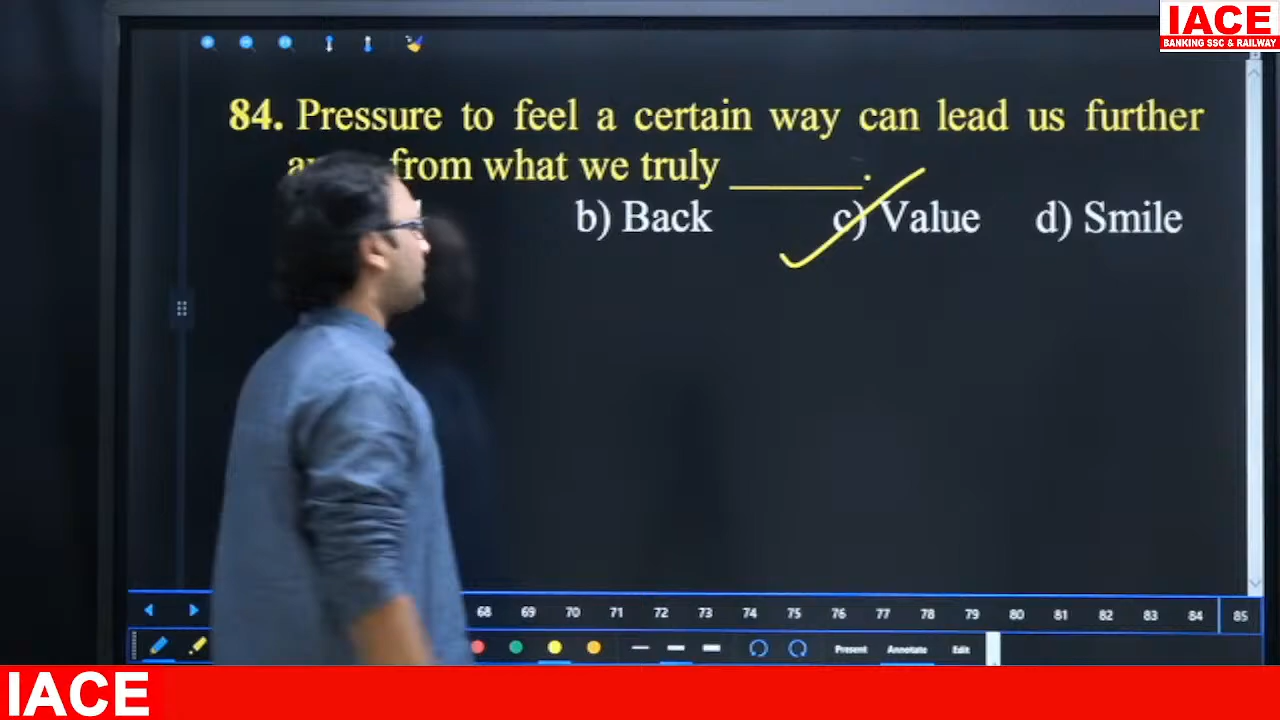 IACE
BANKING SSC & RAILWAY
84. Pressure to feel a certain way can lead us further
from what we truly ______.
b) Back c) Value d) Smile
68 69 70 71 72 73 74 75 76 77 78 79 80 81 82 83 84 85
Present Annotate Edit
IACE